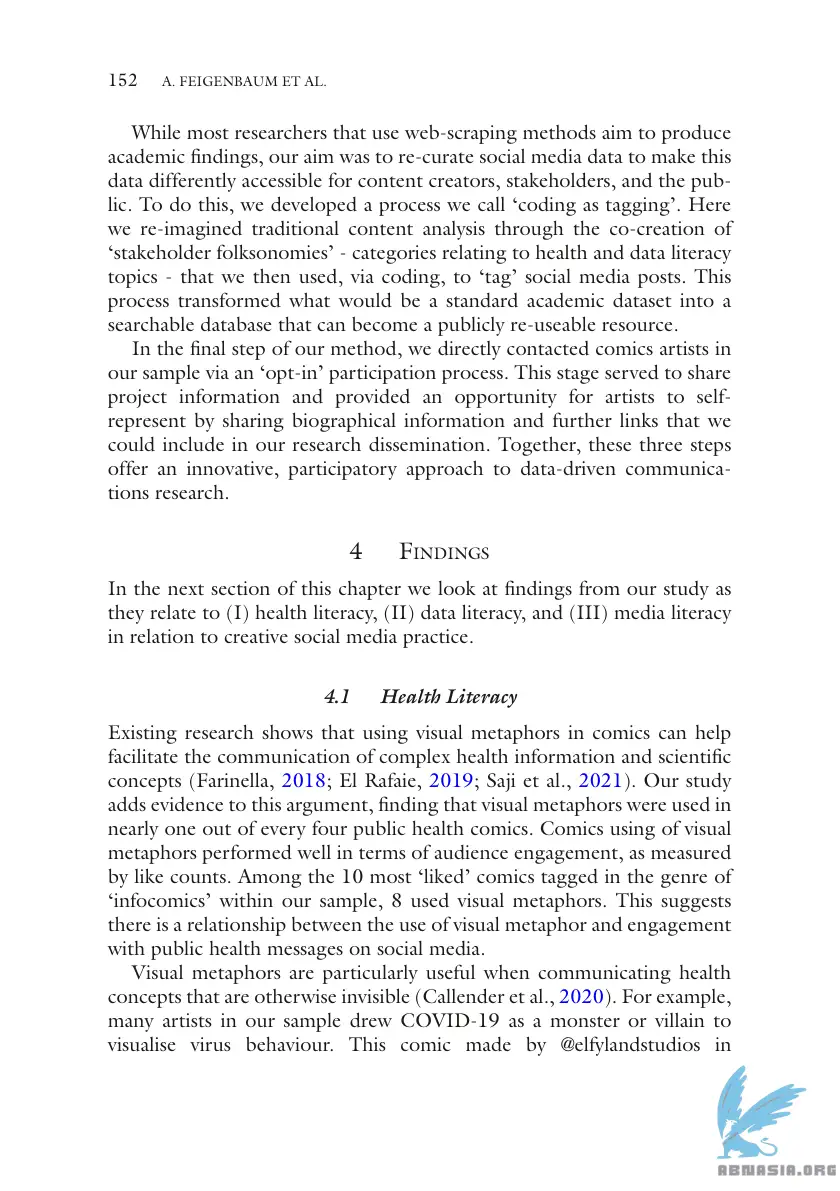 152 A. FEIGENBAUM ET AL.
While most researchers that use web-scraping methods aim to produce
academic findings, our aim was to re-curate social media data to make this
data differently accessible for content creators, stakeholders, and the pub-
lic. To do this, we developed a process we call ‘coding as tagging’. Here
we re-imagined traditional content analysis through the co-creation of
‘stakeholder folksonomies’ - categories relating to health and data literacy
topics - that we then used, via coding, to ‘tag’ social media posts. This
process transformed what would be a standard academic dataset into a
searchable database that can become a publicly re-useable resource.
In the final step of our method, we directly contacted comics artists in
our sample via an ‘opt-in’ participation process. This stage served to share
project information and provided an opportunity for artists to self-
represent by sharing biographical information and further links that we
could include in our research dissemination. Together, these three steps
offer an innovative, participatory approach to data-driven communica-
tions research.
4 Findings
In the next section of this chapter we look at findings from our study as
they relate to (I) health literacy, (II) data literacy, and (III) media literacy
in relation to creative social media practice.
4.1 Health Literacy
Existing research shows that using visual metaphors in comics can help
facilitate the communication of complex health information and scientific
concepts (Farinella, 2018; El Rafaie, 2019; Saji et al., 2021). Our study
adds evidence to this argument, finding that visual metaphors were used in
nearly one out of every four public health comics. Comics using of visual
metaphors performed well in terms of audience engagement, as measured
by like counts. Among the 10 most ‘liked’ comics tagged in the genre of
‘infocomics’ within our sample, 8 used visual metaphors. This suggests
there is a relationship between the use of visual metaphor and engagement
with public health messages on social media.
Visual metaphors are particularly useful when communicating health
concepts that are otherwise invisible (Callender et al., 2020). For example,
many artists in our sample drew COVID-19 as a monster or villain to
visualise virus behaviour. This comic made by @elfylandstudios in
ABNASIA.ORG